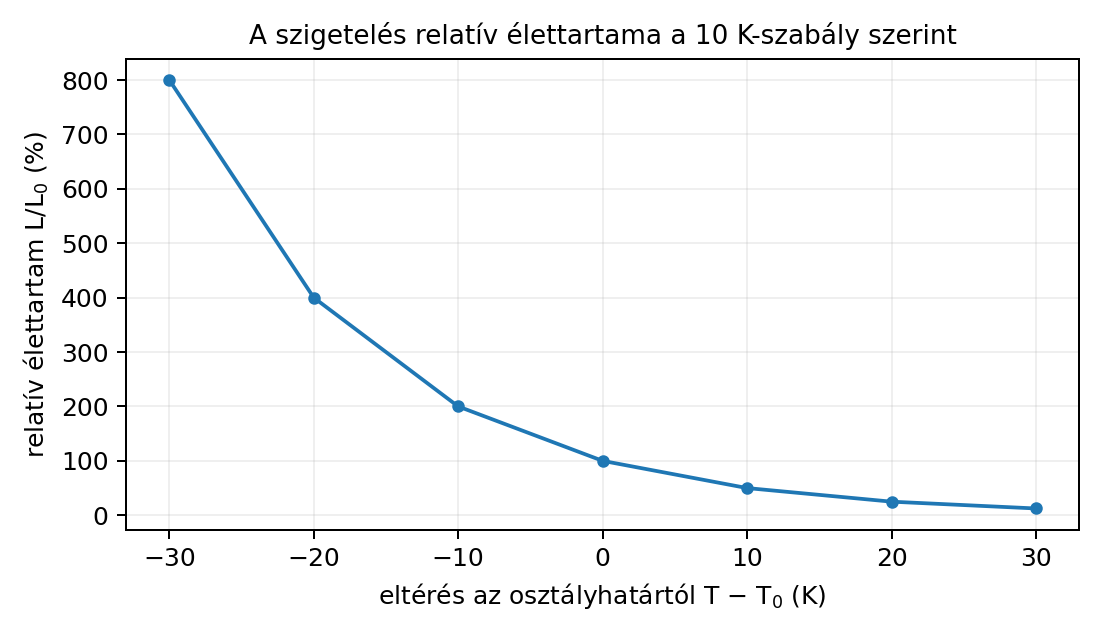 A szigetelés relatív élettartama a 10 K-szabály szerint
relatív élettartam L/L₀ (%)
800
700
600
500
400
300
200
100
0
−30 −20 −10 0 10 20 30
eltérés az osztályhatártól T − T₀ (K)